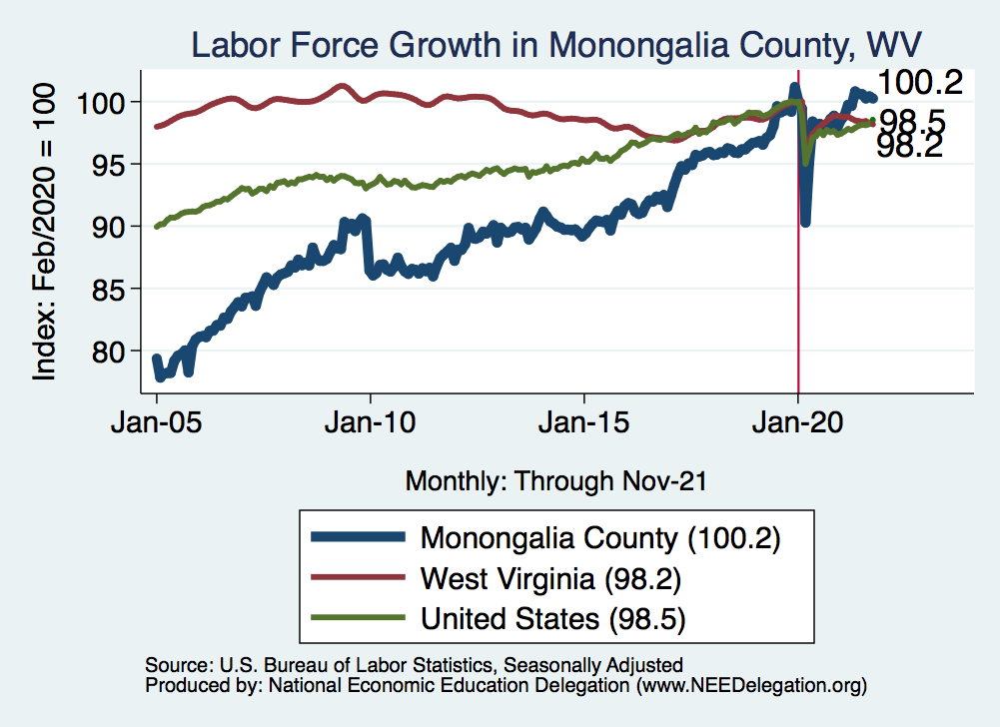 Labor Force Growth in Monongalia County, WV
Index: Feb/2020 = 100
100
95
90
85
80
100.2
98.5
98.2
Jan-05 Jan-10 Jan-15 Jan-20
Monthly: Through Nov-21
Monongalia County (100.2)
West Virginia (98.2)
United States (98.5)
Source: U.S. Bureau of Labor Statistics, Seasonally Adjusted
Produced by: National Economic Education Delegation (www.NEEDelegation.org)